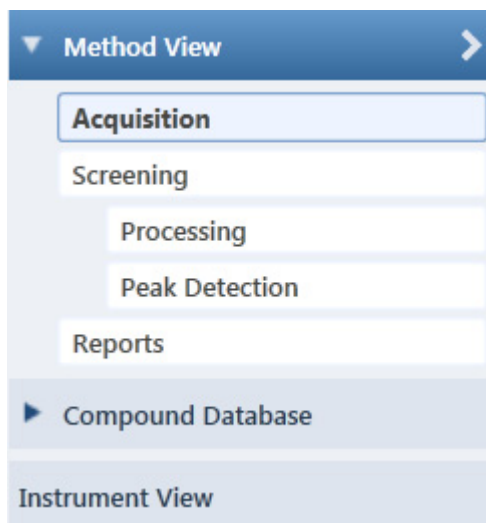 Method View
Acquisition
Screening
Processing
Peak Detection
Reports
Compound Database
Instrument View